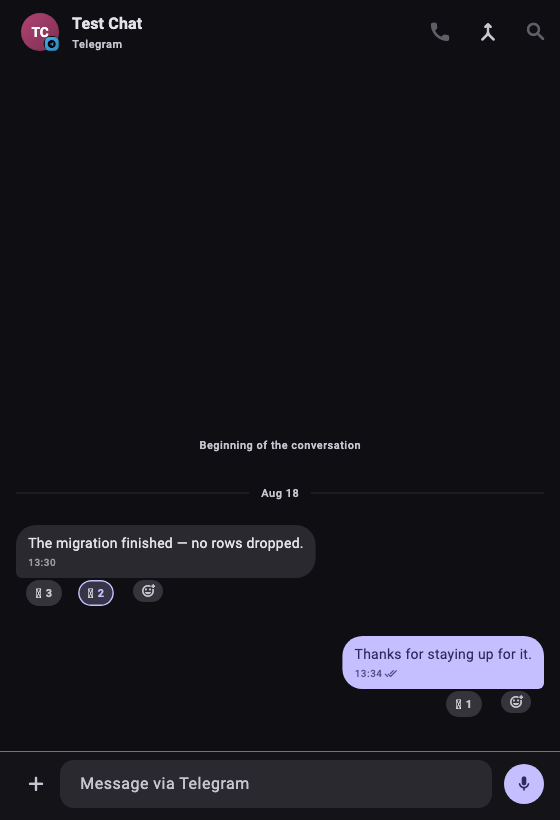 TC
Test Chat
Telegram
Beginning of the conversation
Aug 18
The migration finished — no rows dropped.
13:30
3
2
Thanks for staying up for it.
13:34
1
Message via Telegram